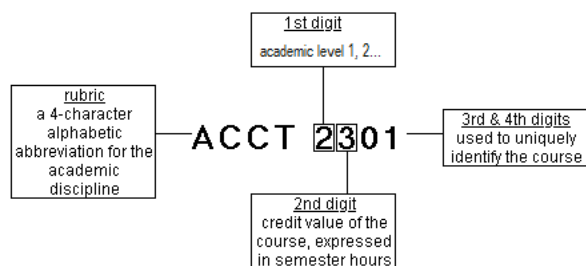 1st digit
academic level 1, 2...
rubric
a 4-character
alphabetic
abbreviation for the
academic
discipline
ACCT 2301
3rd & 4th digits
used to uniquely
identify the course
2nd digit
credit value of the
course, expressed
in semester hours